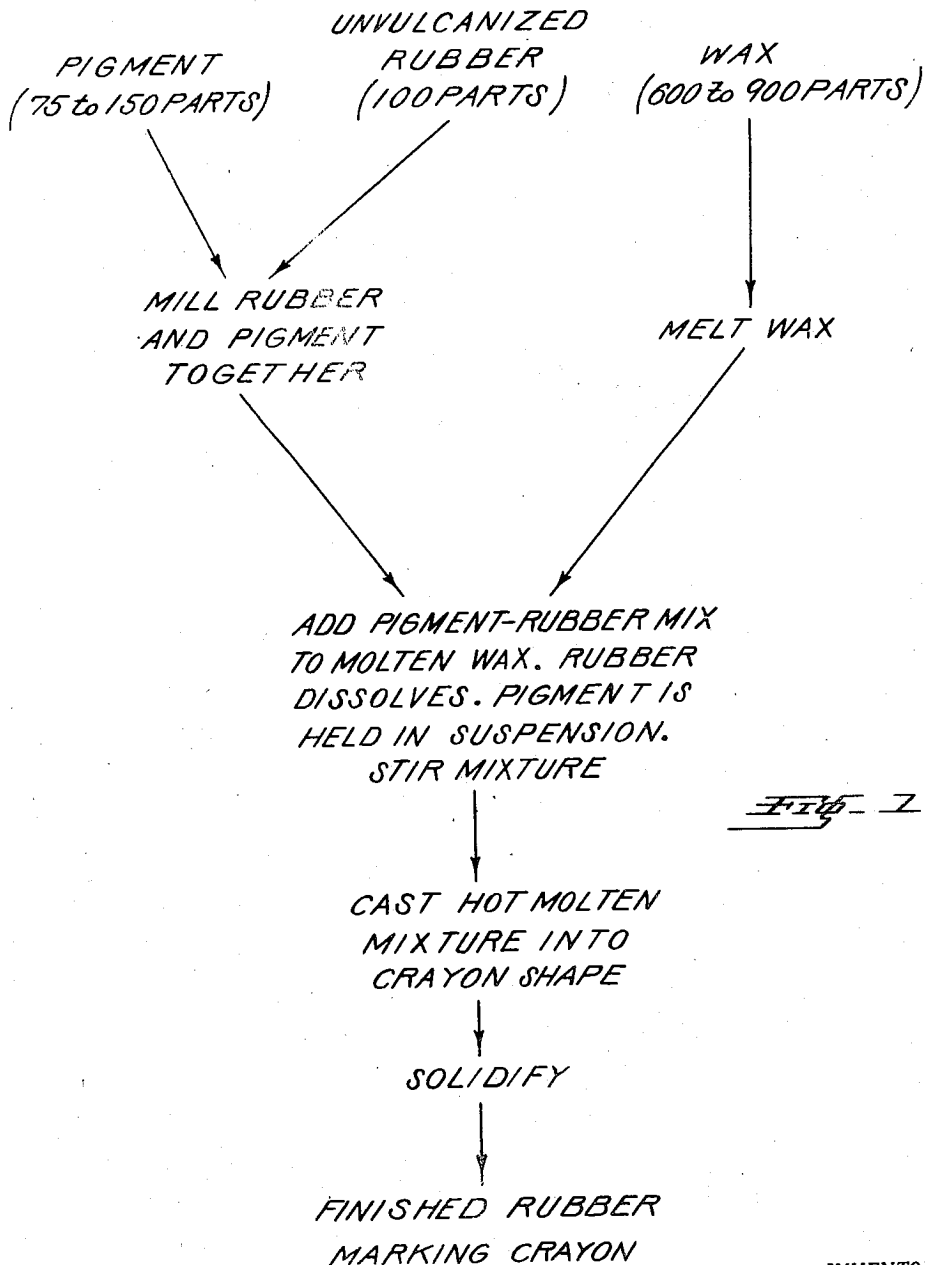 PIGMENT
(75 to 150 PARTS)
UNVULCANIZED
RUBBER
(100 PARTS)
WAX
(600 to 900 PARTS)
MILL RUBBER
AND PIGMENT
TOGETHER
MELT WAX
ADD PIGMENT-RUBBER MIX
TO MOLTEN WAX. RUBBER
DISSOLVES. PIGMENT IS
HELD IN SUSPENSION.
STIR MIXTURE
Fig. 1
CAST HOT MOLTEN
MIXTURE INTO
CRAYON SHAPE
SOLIDIFY
FINISHED RUBBER
MARKING CRAYON